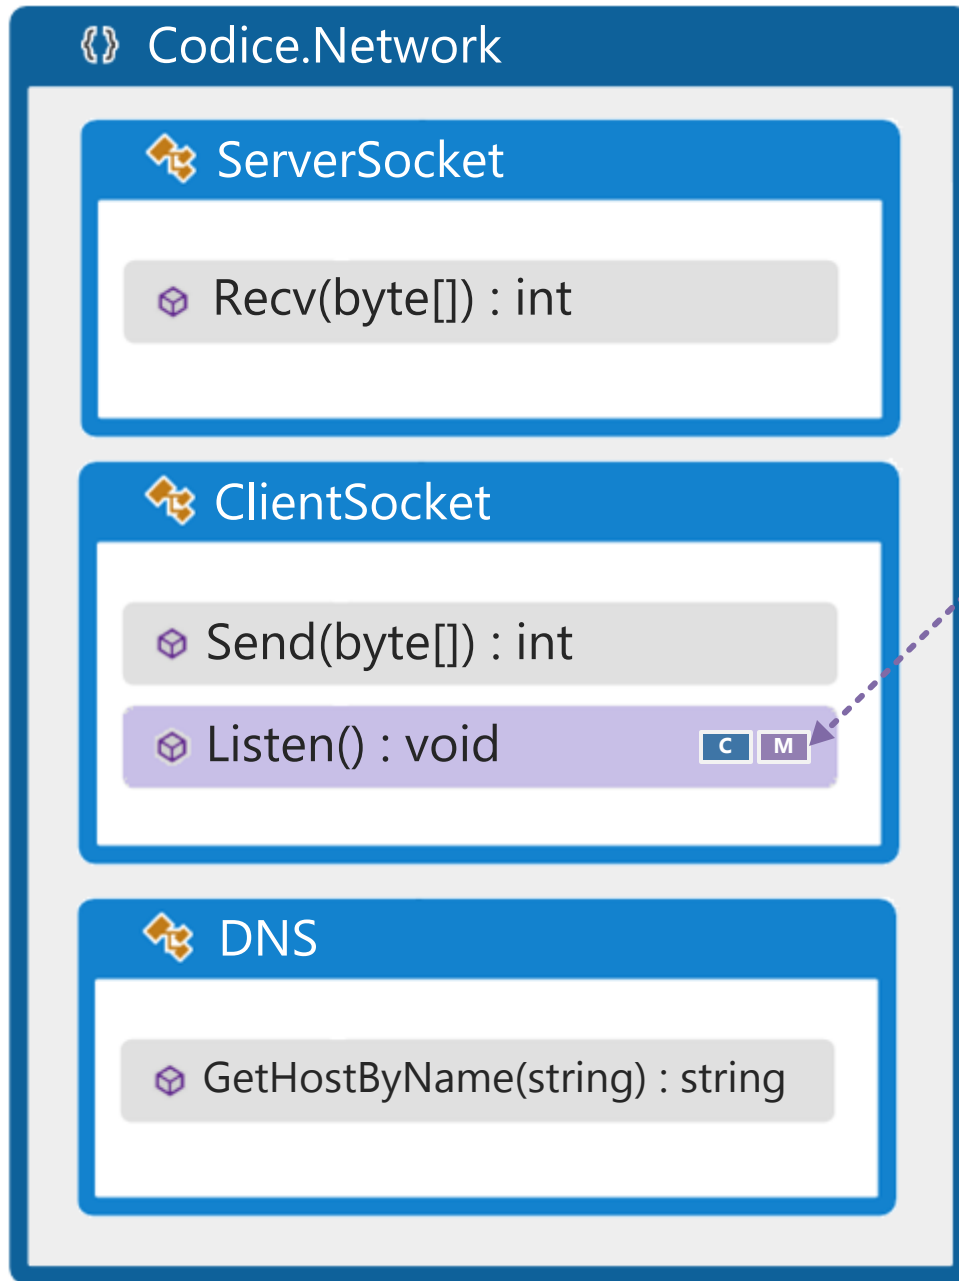 {} Codice.Network
ServerSocket
Recv(byte[]) : int
ClientSocket
Send(byte[]) : int
Listen() : void C M
DNS
GetHostByName(string) : string